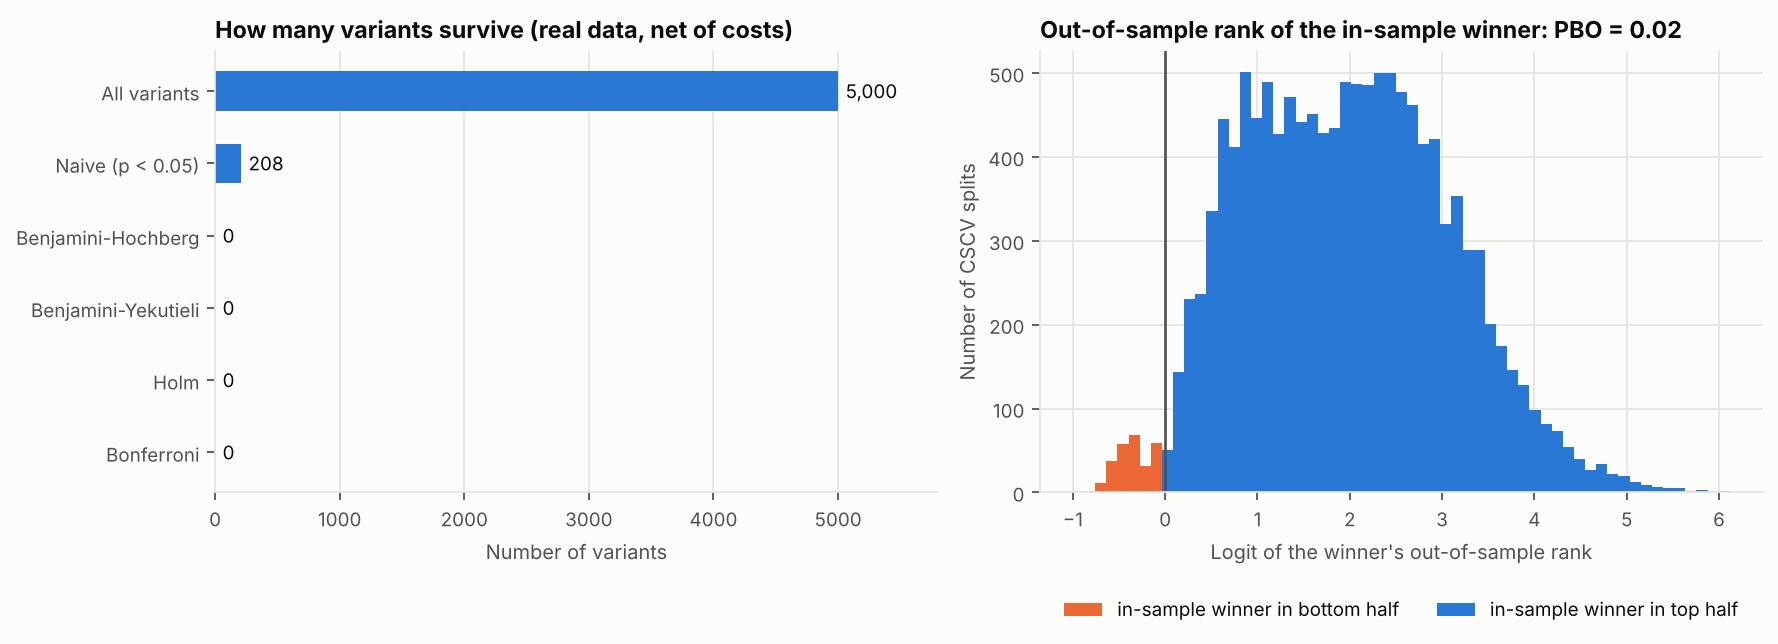 How many variants survive (real data, net of costs)
All variants
5,000
Naive (p < 0.05)
208
Benjamini-Hochberg
0
Benjamini-Yekutieli
0
Holm
0
Bonferroni
0
0 1000 2000 3000 4000 5000
Number of variants
Out-of-sample rank of the in-sample winner: PBO = 0.02
Number of CSCV splits
500
400
300
200
100
0
−1 0 1 2 3 4 5 6
Logit of the winner's out-of-sample rank
in-sample winner in bottom half
in-sample winner in top half